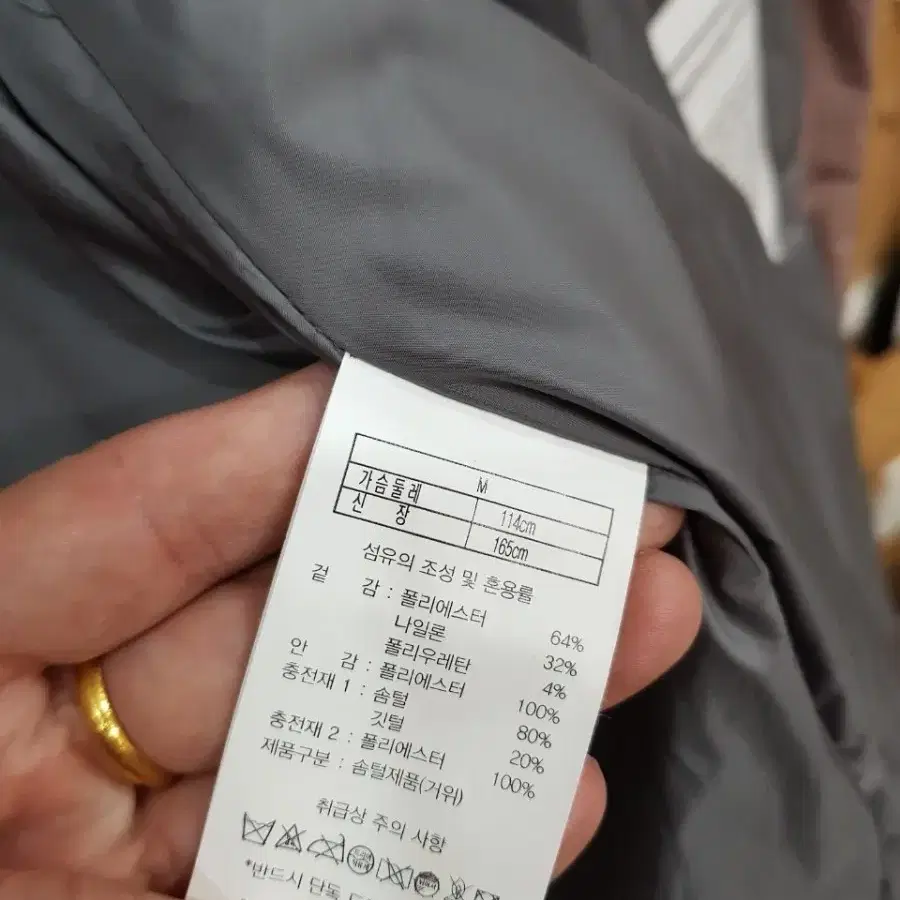 M
가슴둘레 114cm
신 장 165cm
섬유의 조성 및 혼용률
겉 감 : 폴리에스터 64%
나일론 32%
폴리우레탄 4%
안 감 : 폴리에스터 100%
충전재 1 : 솜털 80%
깃털 20%
충전재 2 : 폴리에스터 100%
제품구분 : 솜털제품(거위)
취급상 주의 사항
*반드시 단독